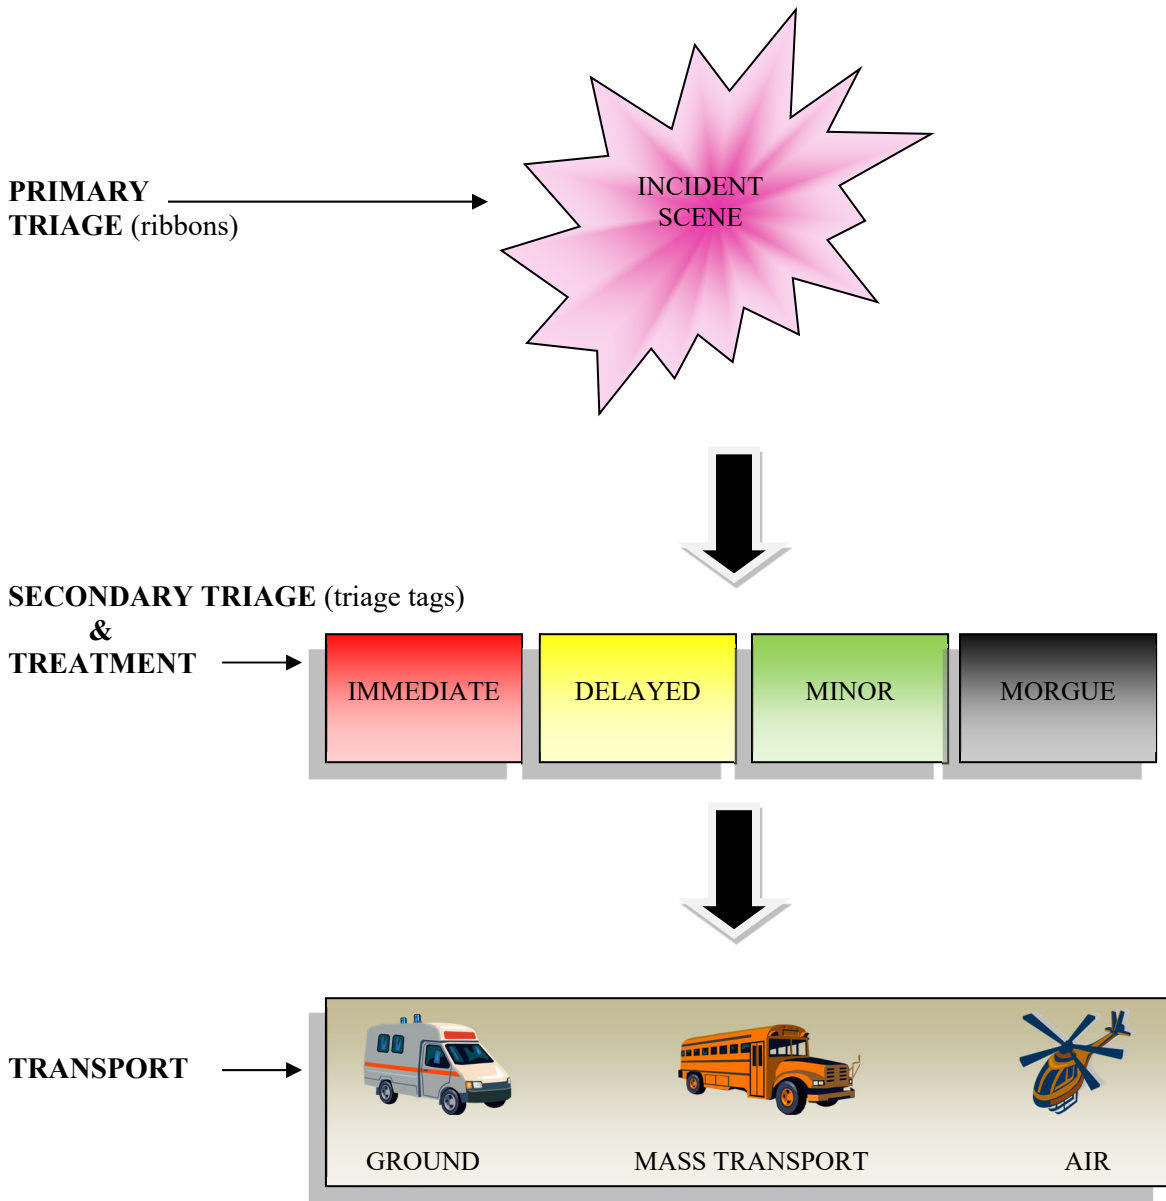 INCIDENT
SCENE
PRIMARY
TRIAGE (ribbons)
SECONDARY TRIAGE (triage tags)
&
TREATMENT
IMMEDIATE
DELAYED
MINOR
MORGUE
TRANSPORT
GROUND
MASS TRANSPORT
AIR